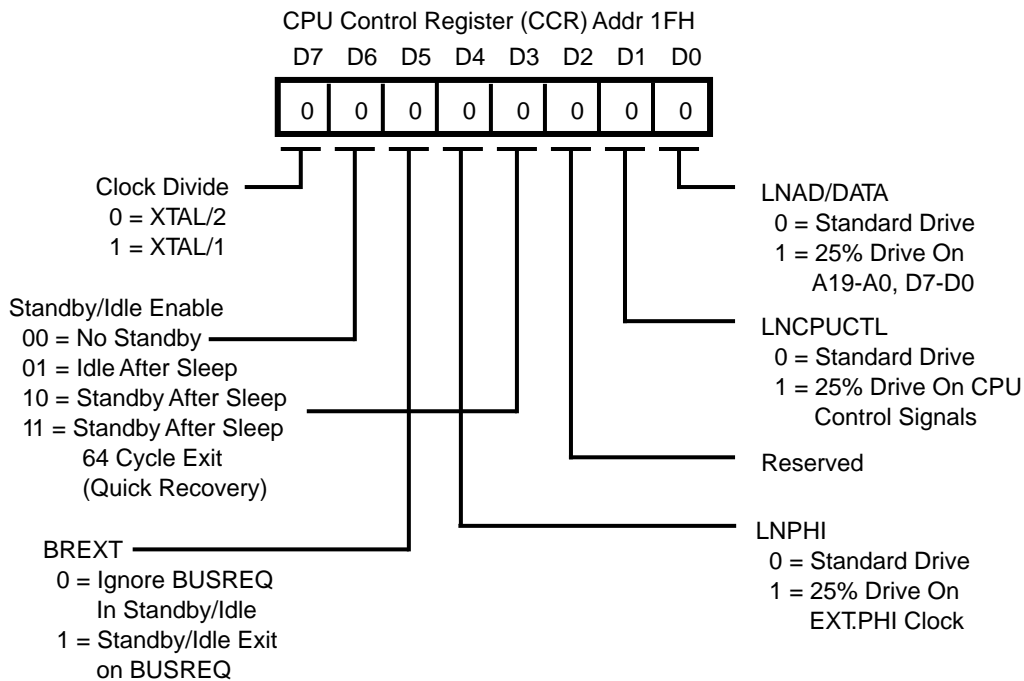 CPU Control Register (CCR) Addr 1FH
D7 D6 D5 D4 D3 D2 D1 D0
0 0 0 0 0 0 0 0
Clock Divide
0 = XTAL/2
1 = XTAL/1
Standby/Idle Enable
00 = No Standby
01 = Idle After Sleep
10 = Standby After Sleep
11 = Standby After Sleep
64 Cycle Exit
(Quick Recovery)
BREXT
0 = Ignore BUSREQ
In Standby/Idle
1 = Standby/Idle Exit
on BUSREQ
LNAD/DATA
0 = Standard Drive
1 = 25% Drive On
A19-A0, D7-D0
LNCPUCTL
0 = Standard Drive
1 = 25% Drive On CPU
Control Signals
Reserved
LNPHI
0 = Standard Drive
1 = 25% Drive On
EXT.PHI Clock